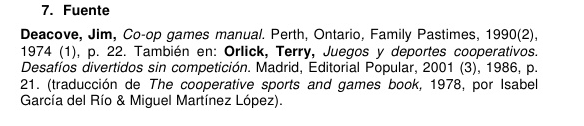 7. Fuente
Deacove, Jim, Co-op games manual. Perth, Ontario, Family Pastimes, 1990(2),
1974 (1), p. 22. También en: Orlick, Terry, Juegos y deportes cooperativos.
Desafíos divertidos sin competición. Madrid, Editorial Popular, 2001 (3), 1986, p.
21. (traducción de The cooperative sports and games book, 1978, por Isabel
García del Río & Miguel Martínez López).